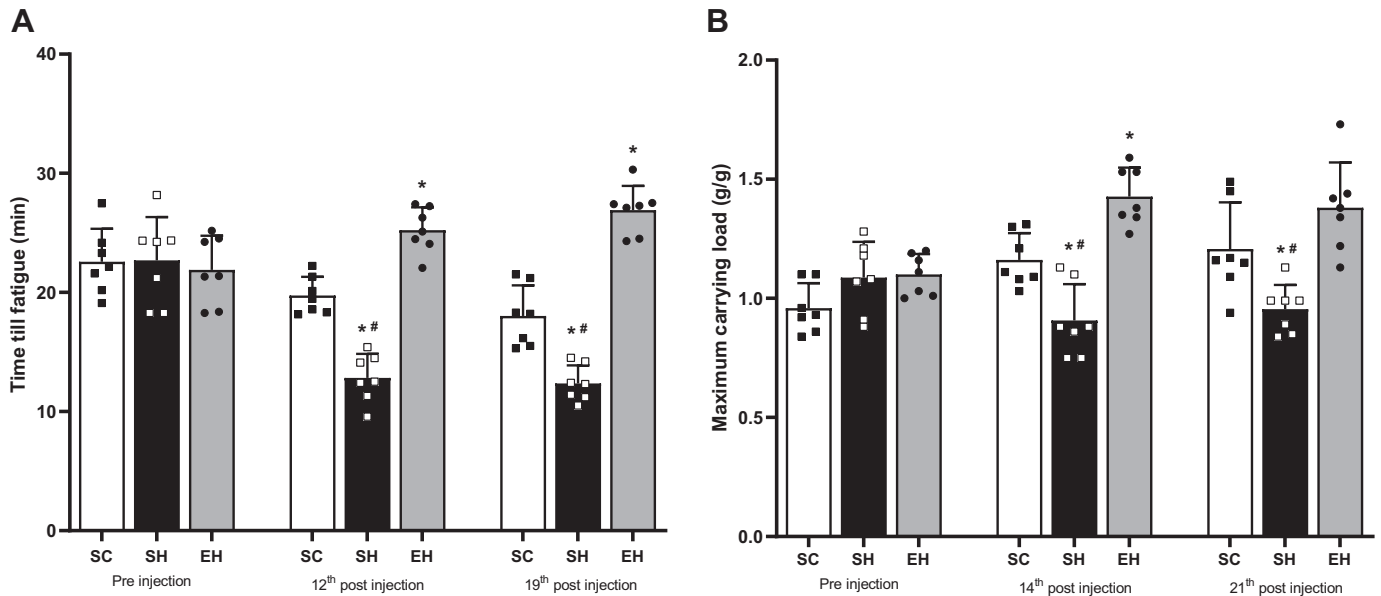 A
Time till fatigue (min)
40
30
20
10
0
* #
*
* #
*
SC SH EH SC SH EH SC SH EH
Pre injection 12th post injection 19th post injection
B
Maximum carrying load (g/g)
2.0
1.5
1.0
0.5
0.0
* #
*
* #
SC SH EH SC SH EH SC SH EH
Pre injection 14th post injection 21th post injection